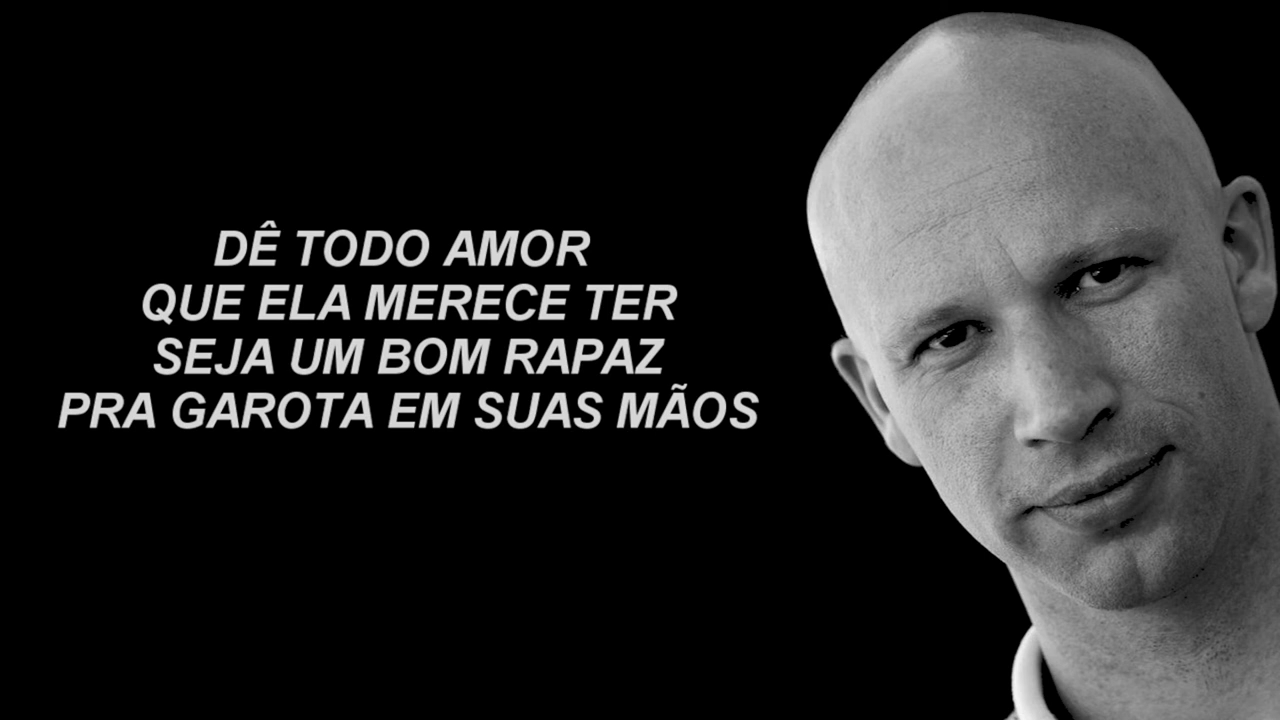 DÊ TODO AMOR
QUE ELA MERECE TER
SEJA UM BOM RAPAZ
PRA GAROTA EM SUAS MÃOS